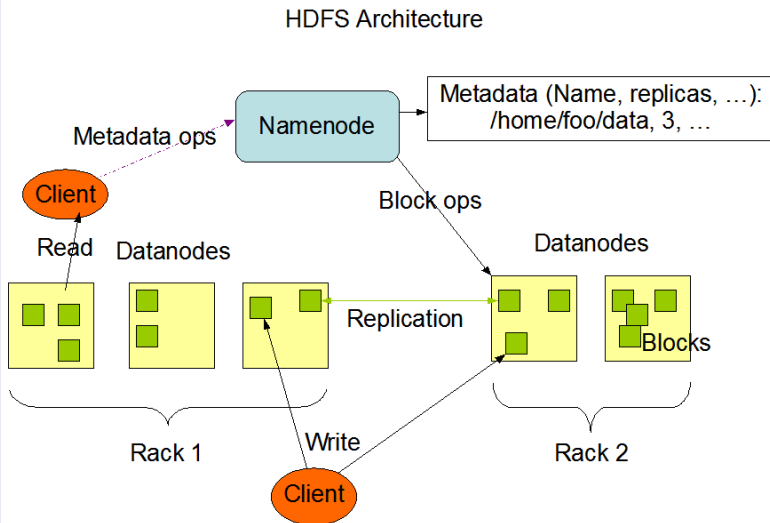 HDFS Architecture
Metadata (Name, replicas, …):
/home/foo/data, 3, …
Namenode
Metadata ops
Client
Block ops
Read
Datanodes
Datanodes
Replication
Blocks
Rack 1
Write
Rack 2
Client